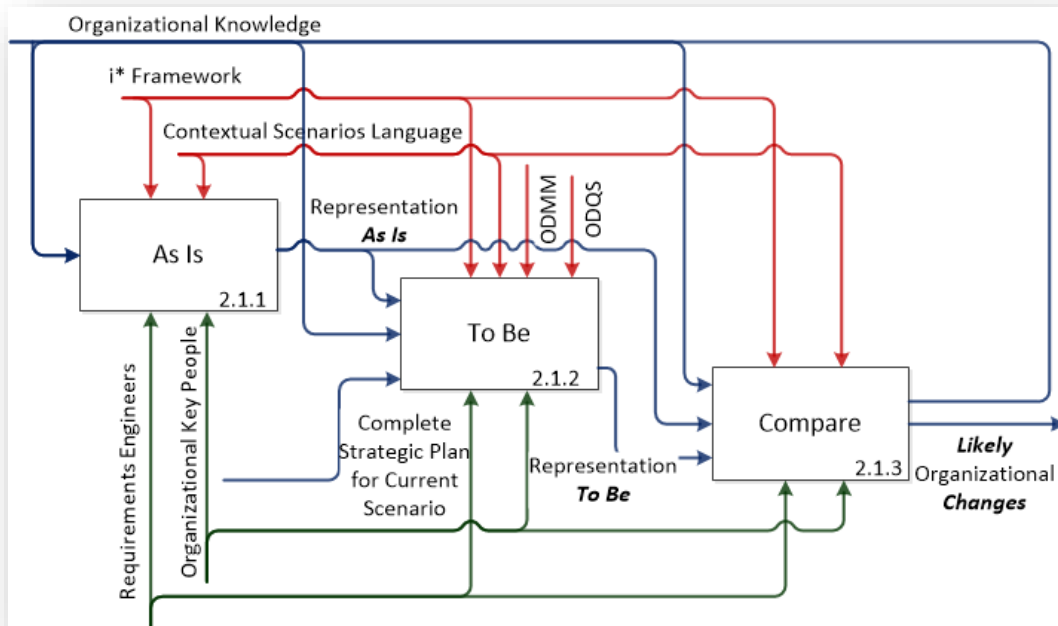 Organizational Knowledge
i* Framework
Contextual Scenarios Language
Representation
As Is
ODMM
ODQS
As Is
2.1.1
To Be
2.1.2
Requirements Engineers
Organizational Key People
Complete
Strategic Plan
for Current
Scenario
Representation
To Be
Compare
2.1.3
Likely
Organizational
Changes